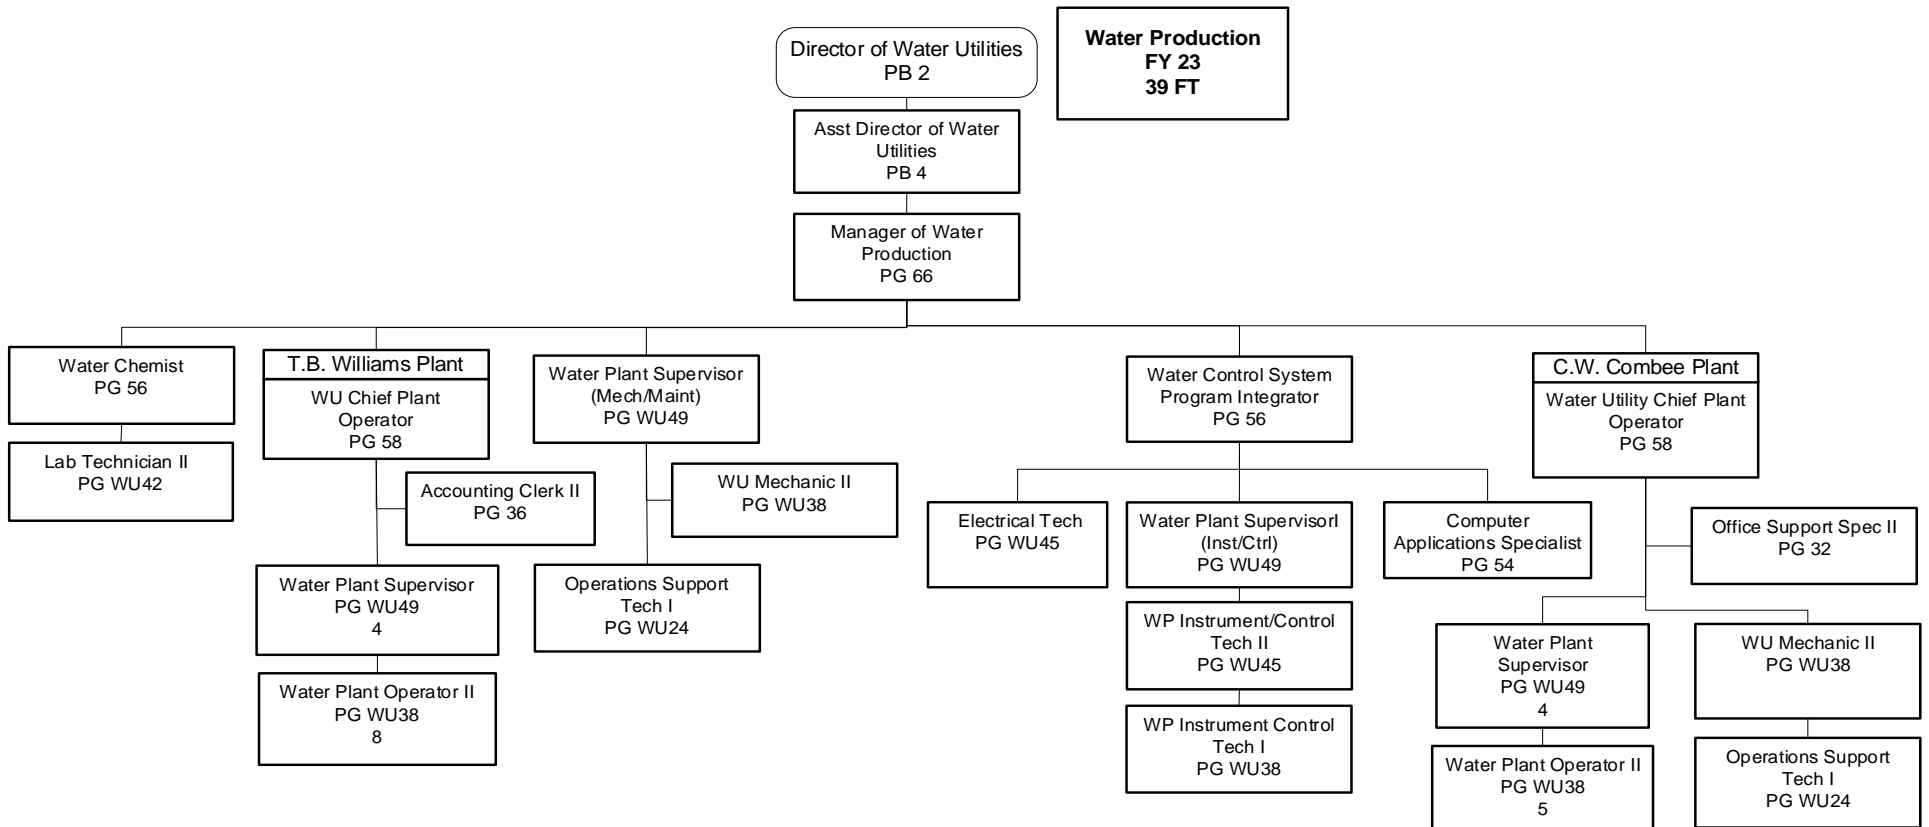 Director of Water Utilities
PB 2
Water Production
FY 23
39 FT
Asst Director of Water
Utilities
PB 4
Manager of Water
Production
PG 66
Water Chemist
PG 56
Lab Technician II
PG WU42
T.B. Williams Plant
WU Chief Plant
Operator
PG 58
Accounting Clerk II
PG 36
Water Plant Supervisor
PG WU49
4
Water Plant Operator II
PG WU38
8
Water Plant Supervisor
(Mech/Maint)
PG WU49
WU Mechanic II
PG WU38
Operations Support
Tech I
PG WU24
Water Control System
Program Integrator
PG 56
Electrical Tech
PG WU45
Water Plant SupervisorI
(Inst/Ctrl)
PG WU49
WP Instrument/Control
Tech II
PG WU45
WP Instrument Control
Tech I
PG WU38
Computer
Applications Specialist
PG 54
C.W. Combee Plant
Water Utility Chief Plant
Operator
PG 58
Office Support Spec II
PG 32
Water Plant
Supervisor
PG WU49
4
Water Plant Operator II
PG WU38
5
WU Mechanic II
PG WU38
Operations Support
Tech I
PG WU24